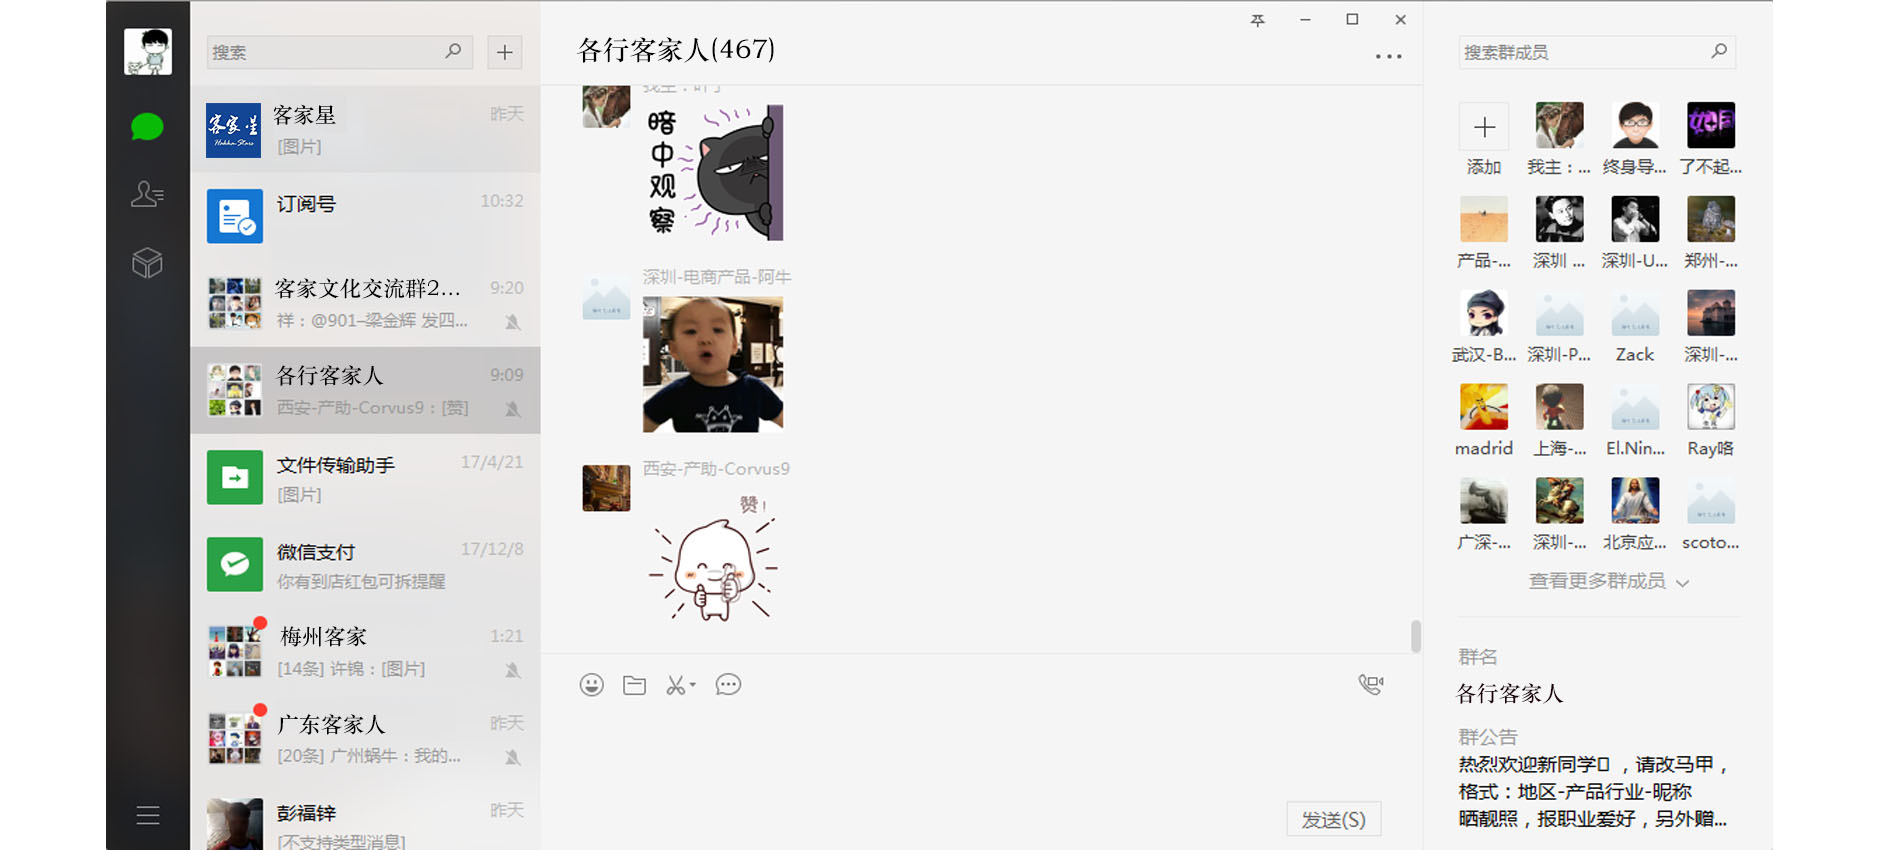 搜索
客家星
昨天
[图片]
客家星
Hakka Stars
订阅号
10:32
客家文化交流群2...
9:20
祥：@901–梁金辉 发四...
各行客家人
9:09
西安-产助-Corvus9：[赞]
文件传输助手
17/4/21
[图片]
微信支付
17/12/8
你有到店红包可拆提醒
梅州客家
1:21
[14条] 许锦：[图片]
广东客家人
昨天
[20条] 广州蜗牛：我的...
彭福锌
昨天
[不支持类型消息]
各行客家人(467)
我主：叶子
暗中观察
深圳-电商产品-阿牛
西安-产助-Corvus9
赞！
发送(S)
搜索群成员
添加
我主：...
终身导...
了不起...
产品-...
深圳 ...
深圳-U...
郑州-...
武汉-B...
深圳-P...
Zack
深圳-...
madrid
上海-...
El.Nin...
Ray咯
广深-...
深圳-...
北京应...
scoto...
查看更多群成员
群名
各行客家人
群公告
热烈欢迎新同学，请改马甲，
格式：地区-产品行业-昵称
晒靓照，报职业爱好，另外赠...